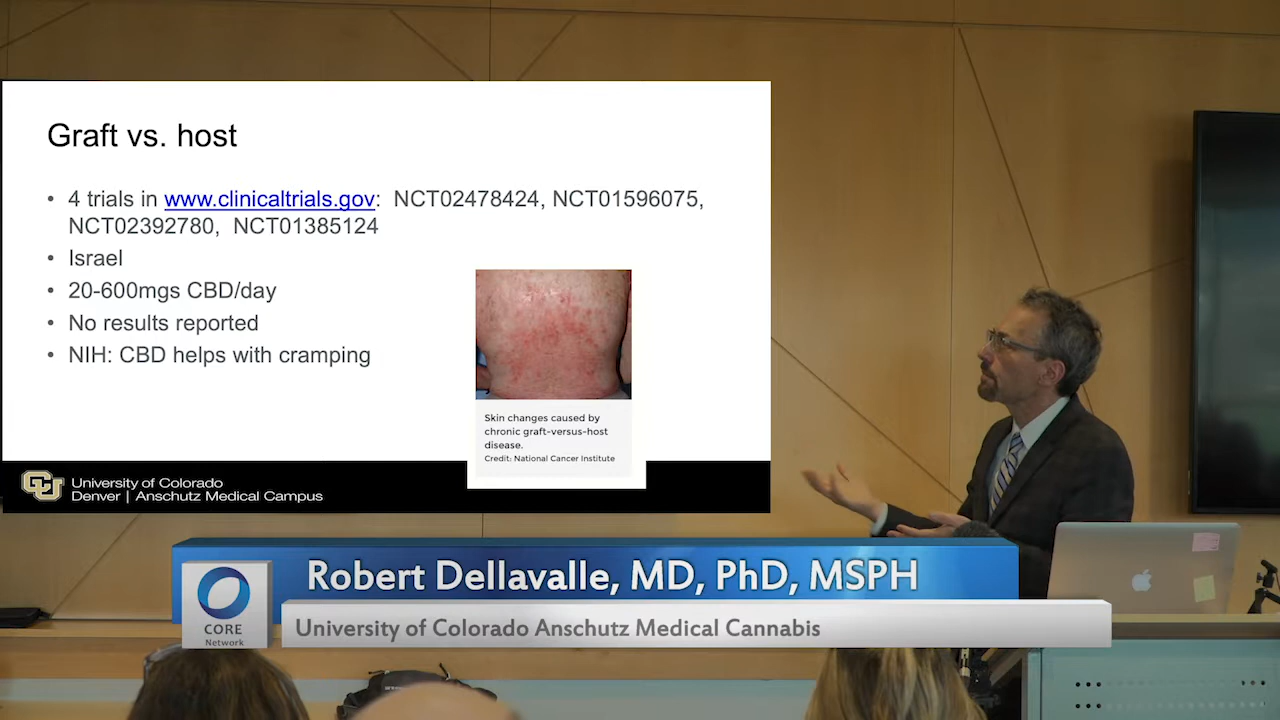 Graft vs. host
• 4 trials in www.clinicaltrials.gov: NCT02478424, NCT01596075,
NCT02392780, NCT01385124
• Israel
• 20-600mgs CBD/day
• No results reported
• NIH: CBD helps with cramping
Skin changes caused by
chronic graft-versus-host
disease.
Credit: National Cancer Institute
CU
University of Colorado
Denver | Anschutz Medical Campus
CORE
Network
Robert Dellavalle, MD, PhD, MSPH
University of Colorado Anschutz Medical Cannabis